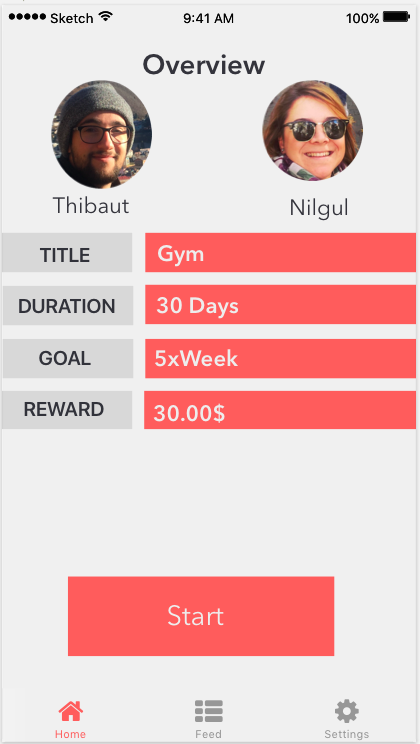 Sketch 9:41 AM 100%
Overview
Thibaut Nilgul
TITLE Gym
DURATION 30 Days
GOAL 5xWeek
REWARD 30.00$
Start
Home Feed Settings